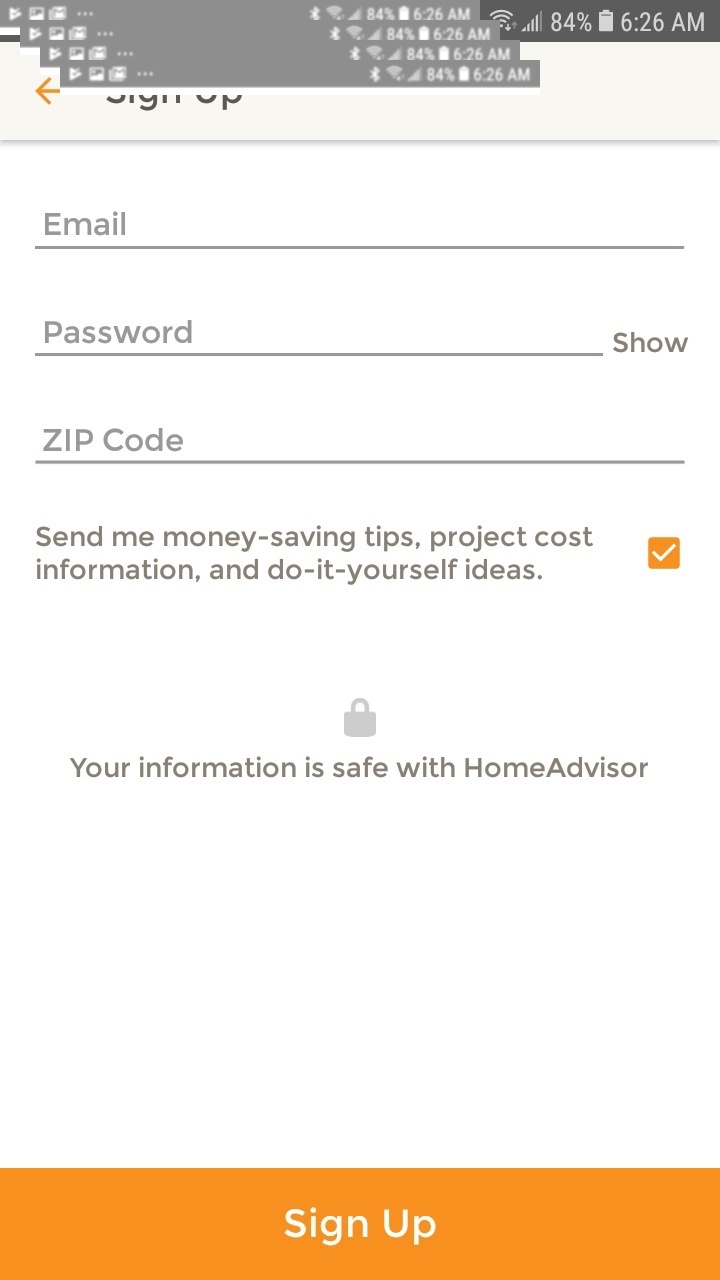 84% 6:26 AM
84% 6:26 AM
84% 6:26 AM
84% 6:26 AM
84% 6:26 AM
Sign Up
Email
Password
Show
ZIP Code
Send me money-saving tips, project cost
information, and do-it-yourself ideas.
Your information is safe with HomeAdvisor
Sign Up